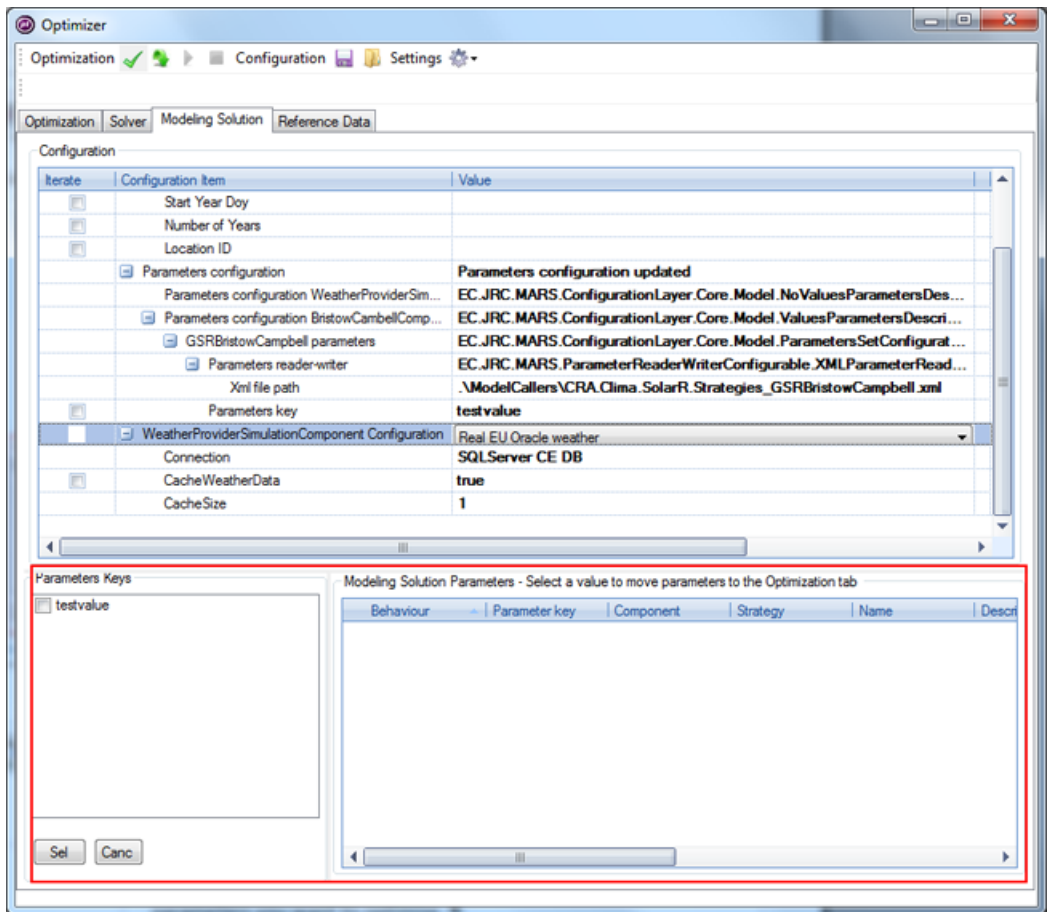 Optimizer
Optimization Configuration Settings
Optimization Solver Modeling Solution Reference Data
Configuration
Iterate Configuration Item Value
Start Year Doy
Number of Years
Location ID
Parameters configuration Parameters configuration updated
Parameters configuration WeatherProviderSim... EC.JRC.MARS.ConfigurationLayer.Core.Model.NoValuesParametersDes...
Parameters configuration BristowCambellComp... EC.JRC.MARS.ConfigurationLayer.Core.Model.ValuesParametersDescri...
GSRBristowCampbell parameters EC.JRC.MARS.ConfigurationLayer.Core.Model.ParametersSetConfigurat...
Parameters reader-writer EC.JRC.MARS.ParameterReaderWriterConfigurable.XMLParameterRead...
Xml file path .\ModelCallers\CRA.Clima.SolarR.Strategies_GSRBristowCampbell.xml
Parameters key testvalue
WeatherProviderSimulationComponent Configuration Real EU Oracle weather
Connection SQLServer CE DB
CacheWeatherData true
CacheSize 1
Parameters Keys
testvalue
Sel Canc
Modeling Solution Parameters - Select a value to move parameters to the Optimization tab
Behaviour Parameter key Component Strategy Name Descri